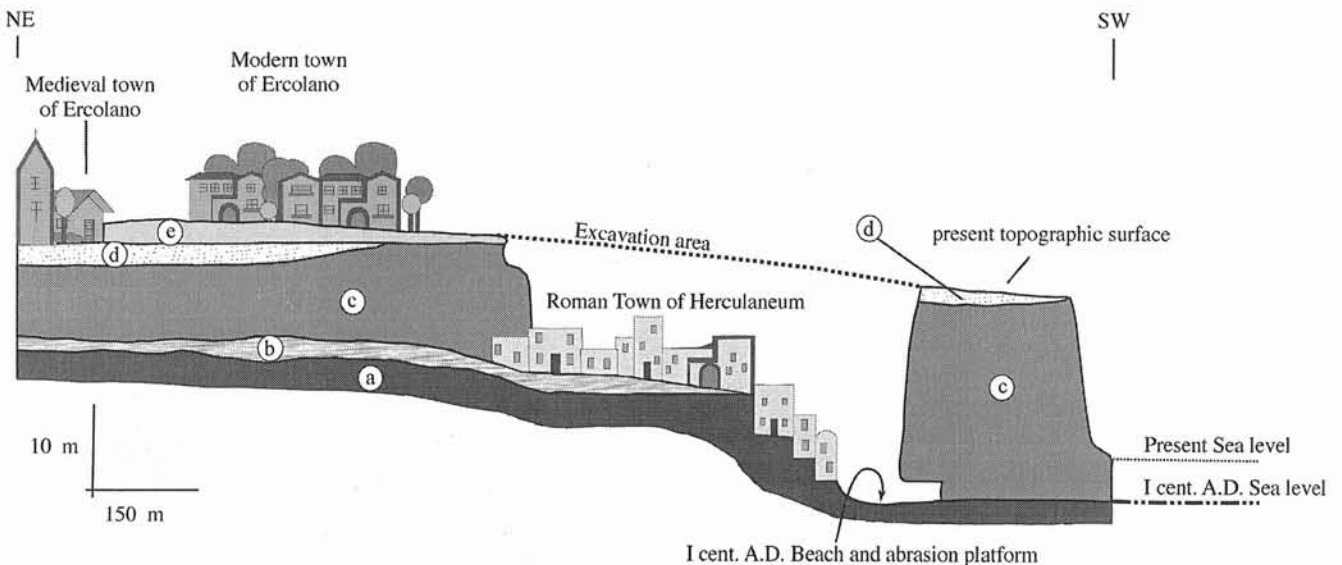 NE
SW
Modern town
of Ercolano
Medieval town
of Ercolano
e
d
Excavation area
d
present topographic surface
c
Roman Town of Herculaneum
b
a
c
10 m
150 m
Present Sea level
I cent. A.D. Sea level
I cent. A.D. Beach and abrasion platform